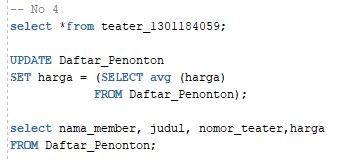 -- No 4
select *from teater_1301184059;
UPDATE Daftar_Penonton
SET harga = (SELECT avg (harga)
FROM Daftar_Penonton);
select nama_member, judul, nomor_teater,harga
FROM Daftar_Penonton;